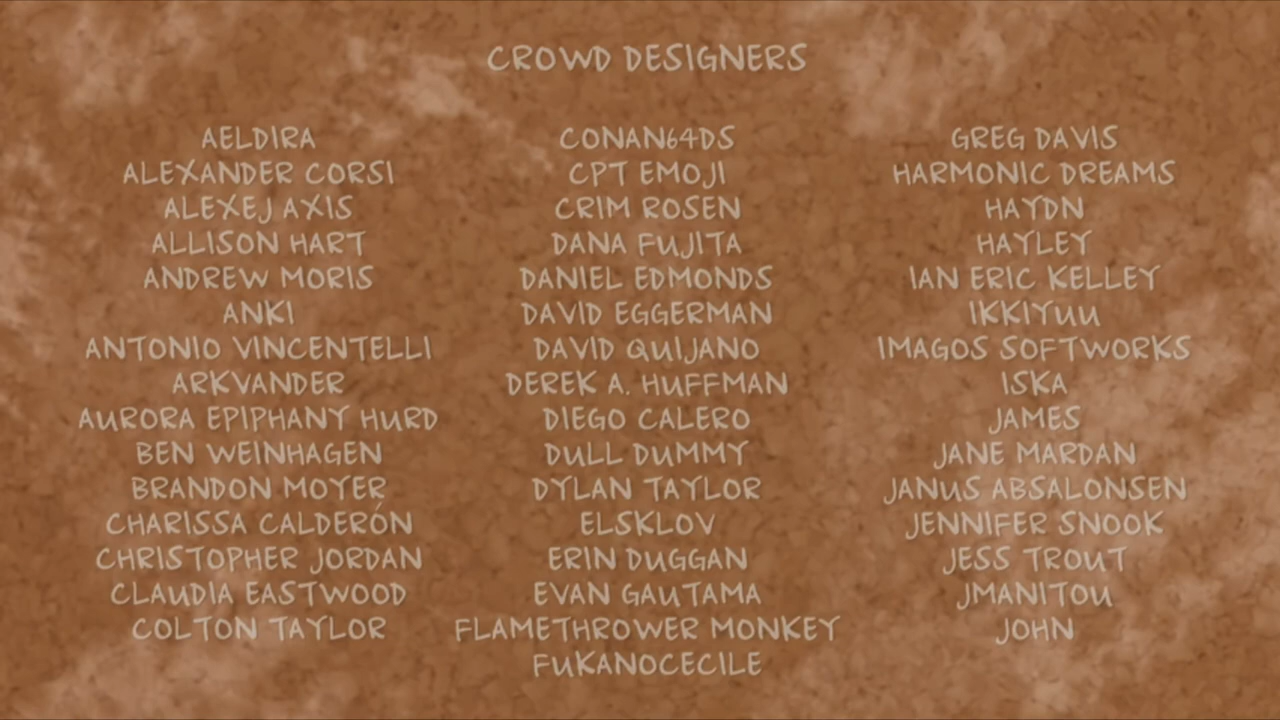 CROWD DESIGNERS
AELDIRA
ALEXANDER CORSI
ALEXEJ AXIS
ALLISON HART
ANDREW MORIS
ANKI
ANTONIO VINCENTELLI
ARKVANDER
AURORA EPIPHANY HURD
BEN WEINHAGEN
BRANDON MOYER
CHARISSA CALDERÓN
CHRISTOPHER JORDAN
CLAUDIA EASTWOOD
COLTON TAYLOR
CONAN64DS
CPT EMOJI
CRIM ROSEN
DANA FUJITA
DANIEL EDMONDS
DAVID EGGERMAN
DAVID QUIJANO
DEREK A. HUFFMAN
DIEGO CALERO
DULL DUMMY
DYLAN TAYLOR
ELSKLOV
ERIN DUGGAN
EVAN GAUTAMA
FLAMETHROWER MONKEY
FUKANOCECILE
GREG DAVIS
HARMONIC DREAMS
HAYDN
HAYLEY
IAN ERIC KELLEY
IKKIYUU
IMAGOS SOFTWORKS
ISKA
JAMES
JANE MARDAN
JANUS ABSALONSEN
JENNIFER SNOOK
JESS TROUT
JMANITOU
JOHN